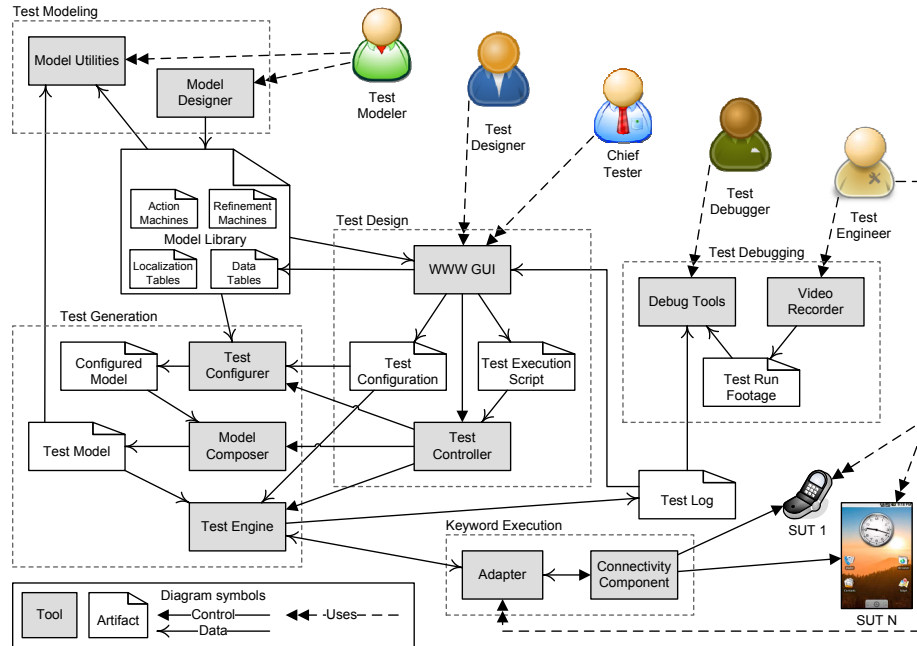 Test Modeling
Model Utilities
Model
Designer
Test
Modeler
Test
Designer
Chief
Tester
Test
Debugger
Test
Engineer
Action
Machines
Refinement
Machines
Model Library
Localization
Tables
Data
Tables
Test Design
WWW GUI
Test
Configuration
Test Execution
Script
Test
Controller
Test Debugging
Debug Tools
Video
Recorder
Test Run
Footage
Test Generation
Configured
Model
Test
Configurer
Test Model
Model
Composer
Test Engine
Test Log
Keyword Execution
Adapter
Connectivity
Component
SUT 1
SUT N
Tool
Artifact
Diagram symbols
Control
Data
Uses